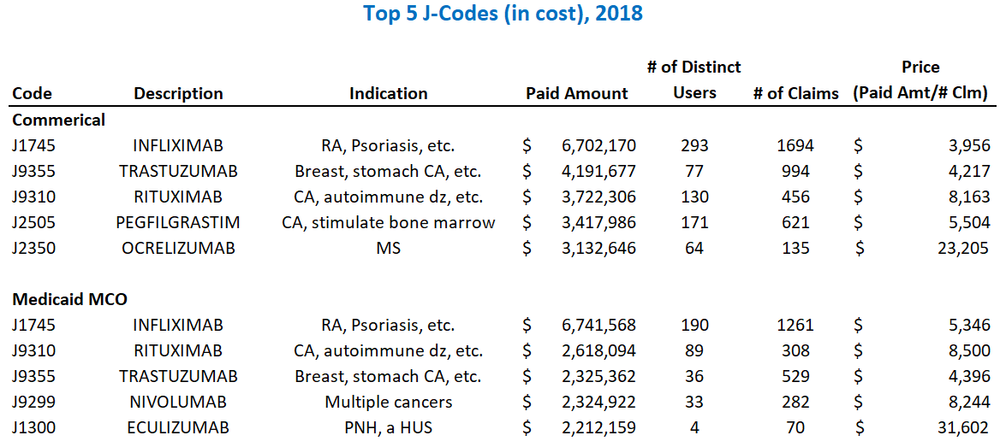 Top 5 J-Codes (in cost), 2018
# of Distinct Price
Code Description Indication Paid Amount Users # of Claims (Paid Amt/# Clm)
Commerical
J1745 INFLIXIMAB RA, Psoriasis, etc. $ 6,702,170 293 1694 $ 3,956
J9355 TRASTUZUMAB Breast, stomach CA, etc. $ 4,191,677 77 994 $ 4,217
J9310 RITUXIMAB CA, autoimmune dz, etc. $ 3,722,306 130 456 $ 8,163
J2505 PEGFILGRASTIM CA, stimulate bone marrow $ 3,417,986 171 621 $ 5,504
J2350 OCRELIZUMAB MS $ 3,132,646 64 135 $ 23,205
Medicaid MCO
J1745 INFLIXIMAB RA, Psoriasis, etc. $ 6,741,568 190 1261 $ 5,346
J9310 RITUXIMAB CA, autoimmune dz, etc. $ 2,618,094 89 308 $ 8,500
J9355 TRASTUZUMAB Breast, stomach CA, etc. $ 2,325,362 36 529 $ 4,396
J9299 NIVOLUMAB Multiple cancers $ 2,324,922 33 282 $ 8,244
J1300 ECULIZUMAB PNH, a HUS $ 2,212,159 4 70 $ 31,602